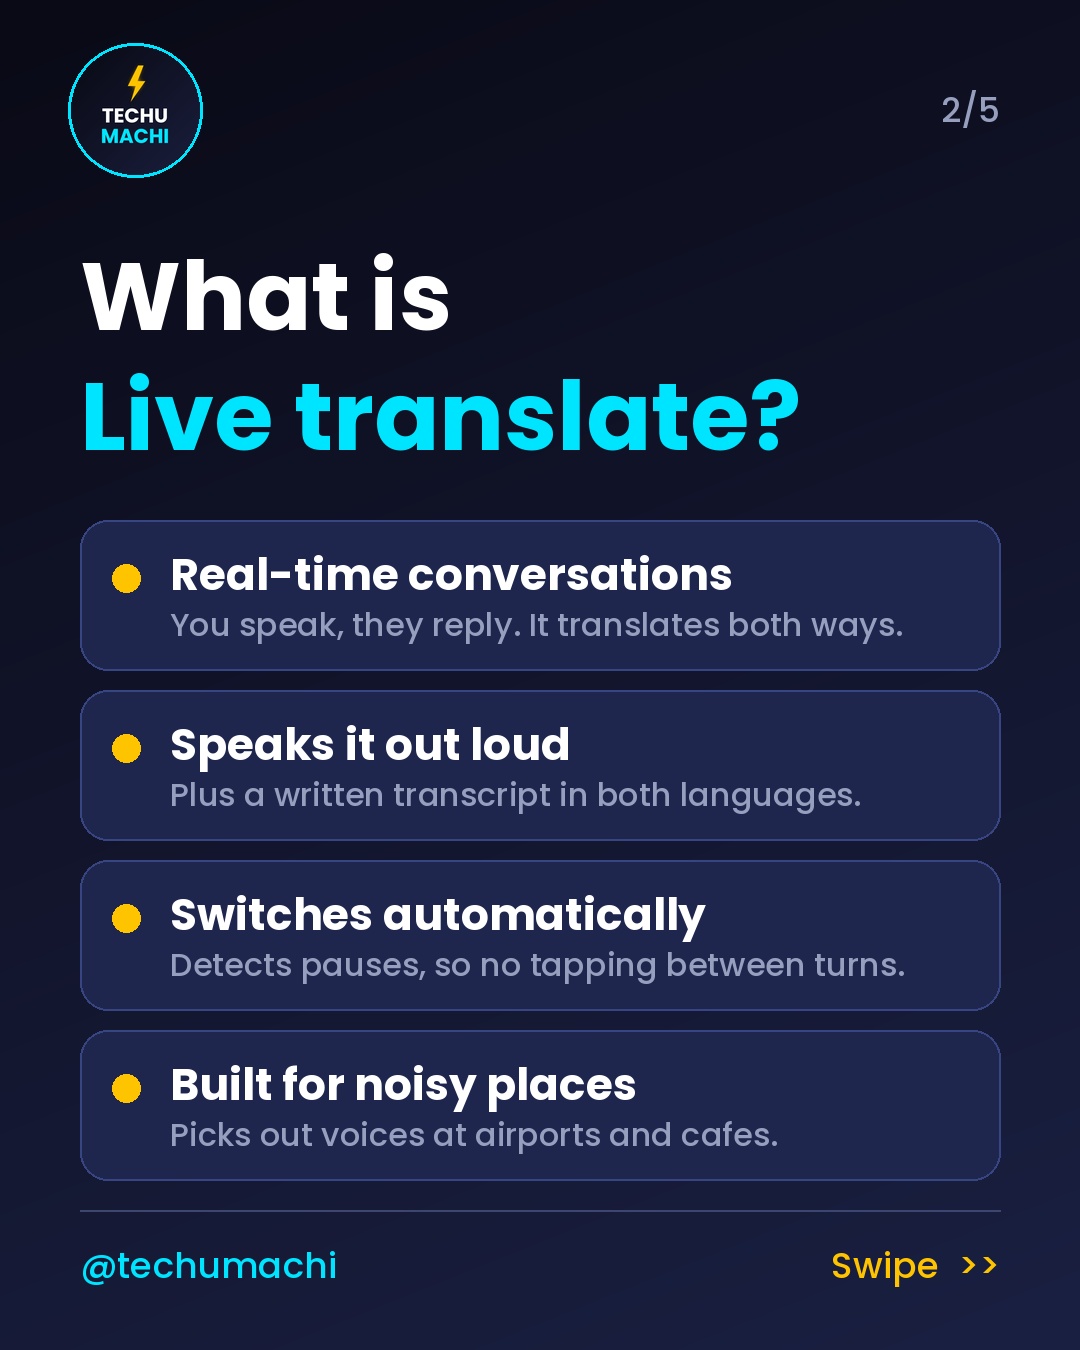 TECHU
MACHI
2/5
What is
Live translate?
Real-time conversations
You speak, they reply. It translates both ways.
Speaks it out loud
Plus a written transcript in both languages.
Switches automatically
Detects pauses, so no tapping between turns.
Built for noisy places
Picks out voices at airports and cafes.
@techumachi
Swipe >>